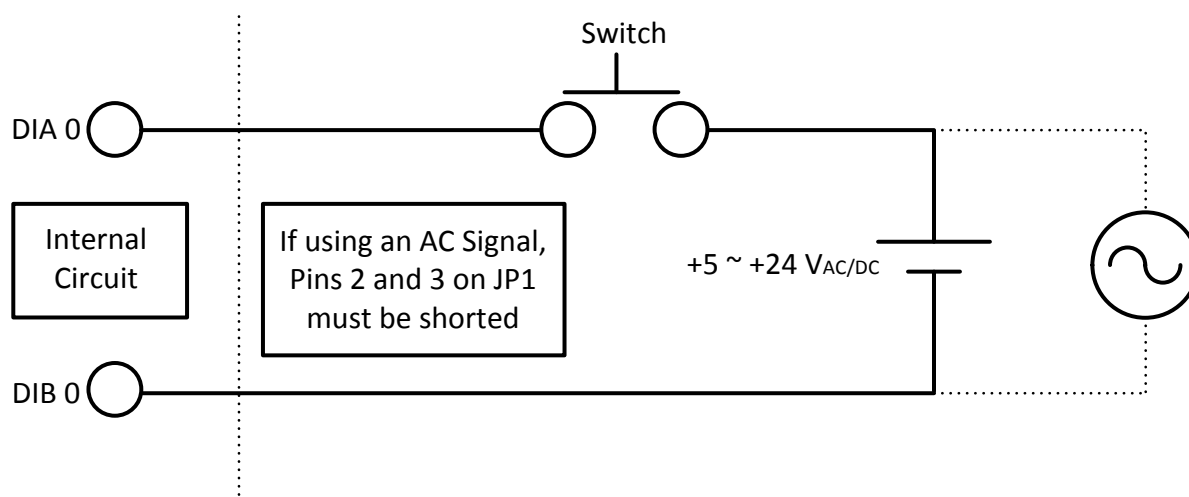 Switch
DIA 0
Internal
Circuit
If using an AC Signal,
Pins 2 and 3 on JP1
must be shorted
+5 ~ +24 VAC/DC
DIB 0